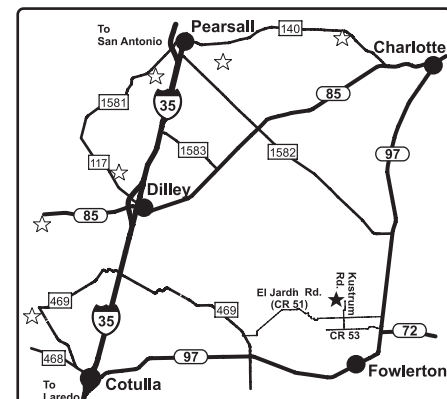 To
San Antonio
Pearsall
140
Charlotte
1581
35
85
97
117
1583
1582
Dilley
85
El Jardh Rd.
(CR 51)
Kustrum
Rd.
469
469
35
CR 53
72
97
468
Fowlerton
Cotulla
To
Laredo